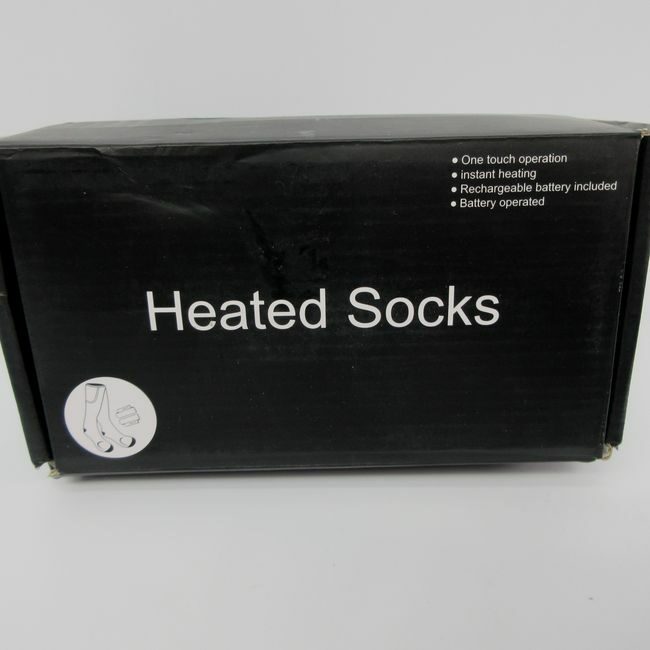 ● One touch operation
● instant heating
● Rechargeable battery included
● Battery operated
Heated Socks